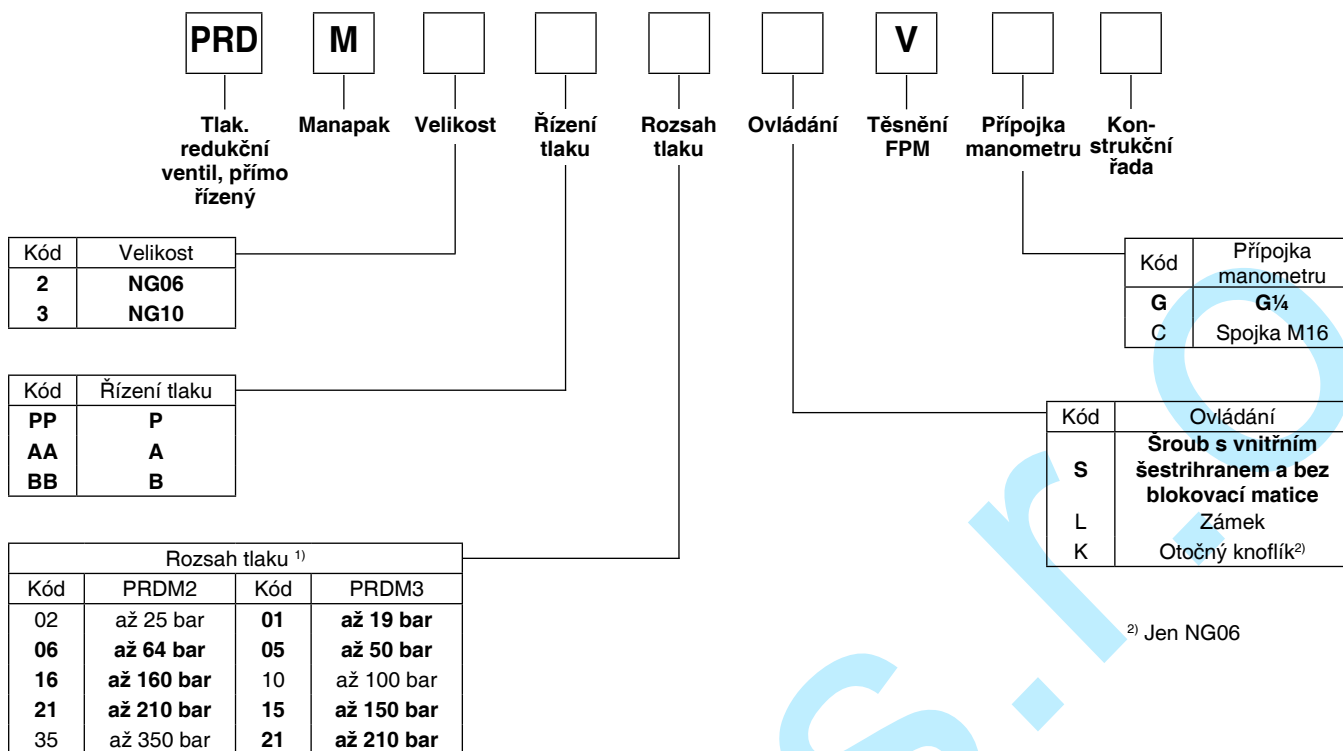 PRD M V
Tlak.
redukční
ventil, přímo
řízený
Manapak
Velikost
Řízení
tlaku
Rozsah
tlaku
Ovládání
Těsnění
FPM
Přípojka
manometru
Kon-
strukční
řada
Kód Velikost
2 NG06
3 NG10
Kód Přípojka
manometru
G G¼
C Spojka M16
Kód Řízení tlaku
PP P
AA A
BB B
Kód Ovládání
S Šroub s vnitřním
šestrihranem a bez
blokovací matice
L Zámek
K Otočný knoflík2)
2) Jen NG06
Rozsah tlaku 1)
Kód PRDM2 Kód PRDM3
02 až 25 bar 01 až 19 bar
06 až 64 bar 05 až 50 bar
16 až 160 bar 10 až 100 bar
21 až 210 bar 15 až 150 bar
35 až 350 bar 21 až 210 bar
s.r.o